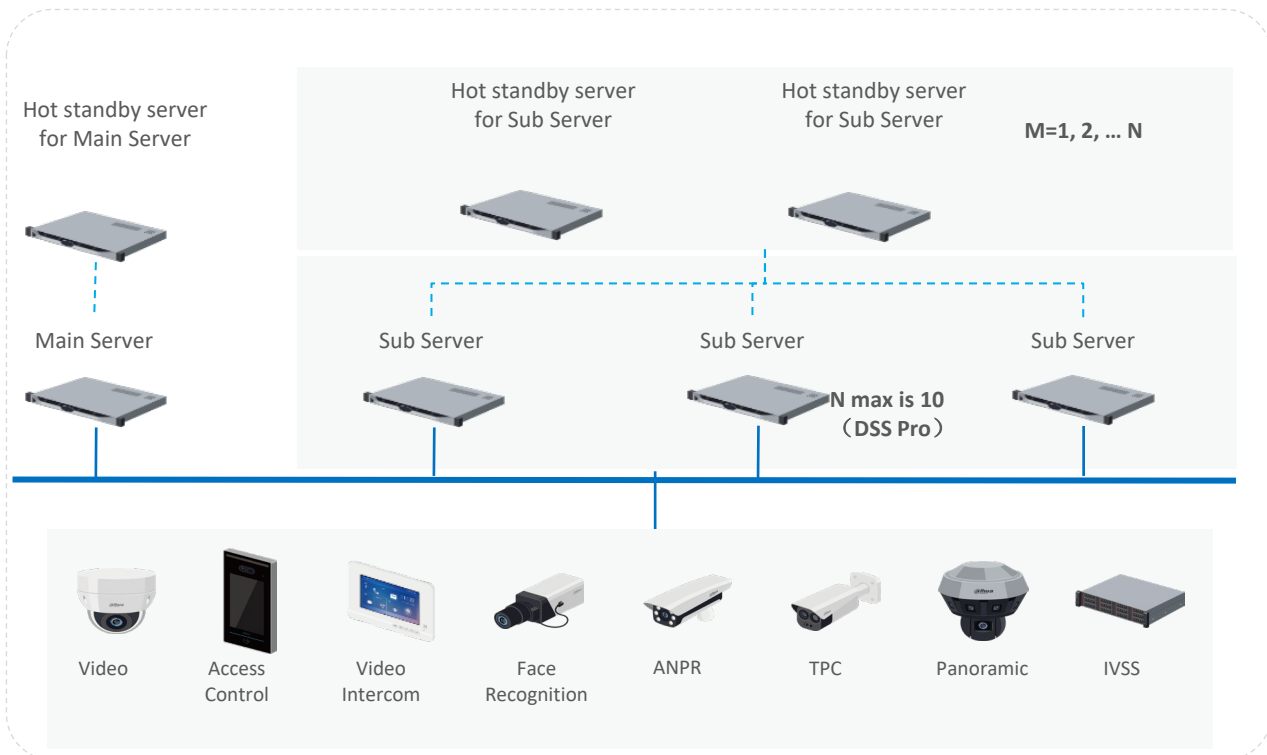 Hot standby server
for Main Server
Hot standby server
for Sub Server
Hot standby server
for Sub Server
M=1, 2, ... N
Main Server
Sub Server
Sub Server
Sub Server
N max is 10
（DSS Pro）
Video
Access
Control
Video
Intercom
Face
Recognition
ANPR
TPC
Panoramic
IVSS